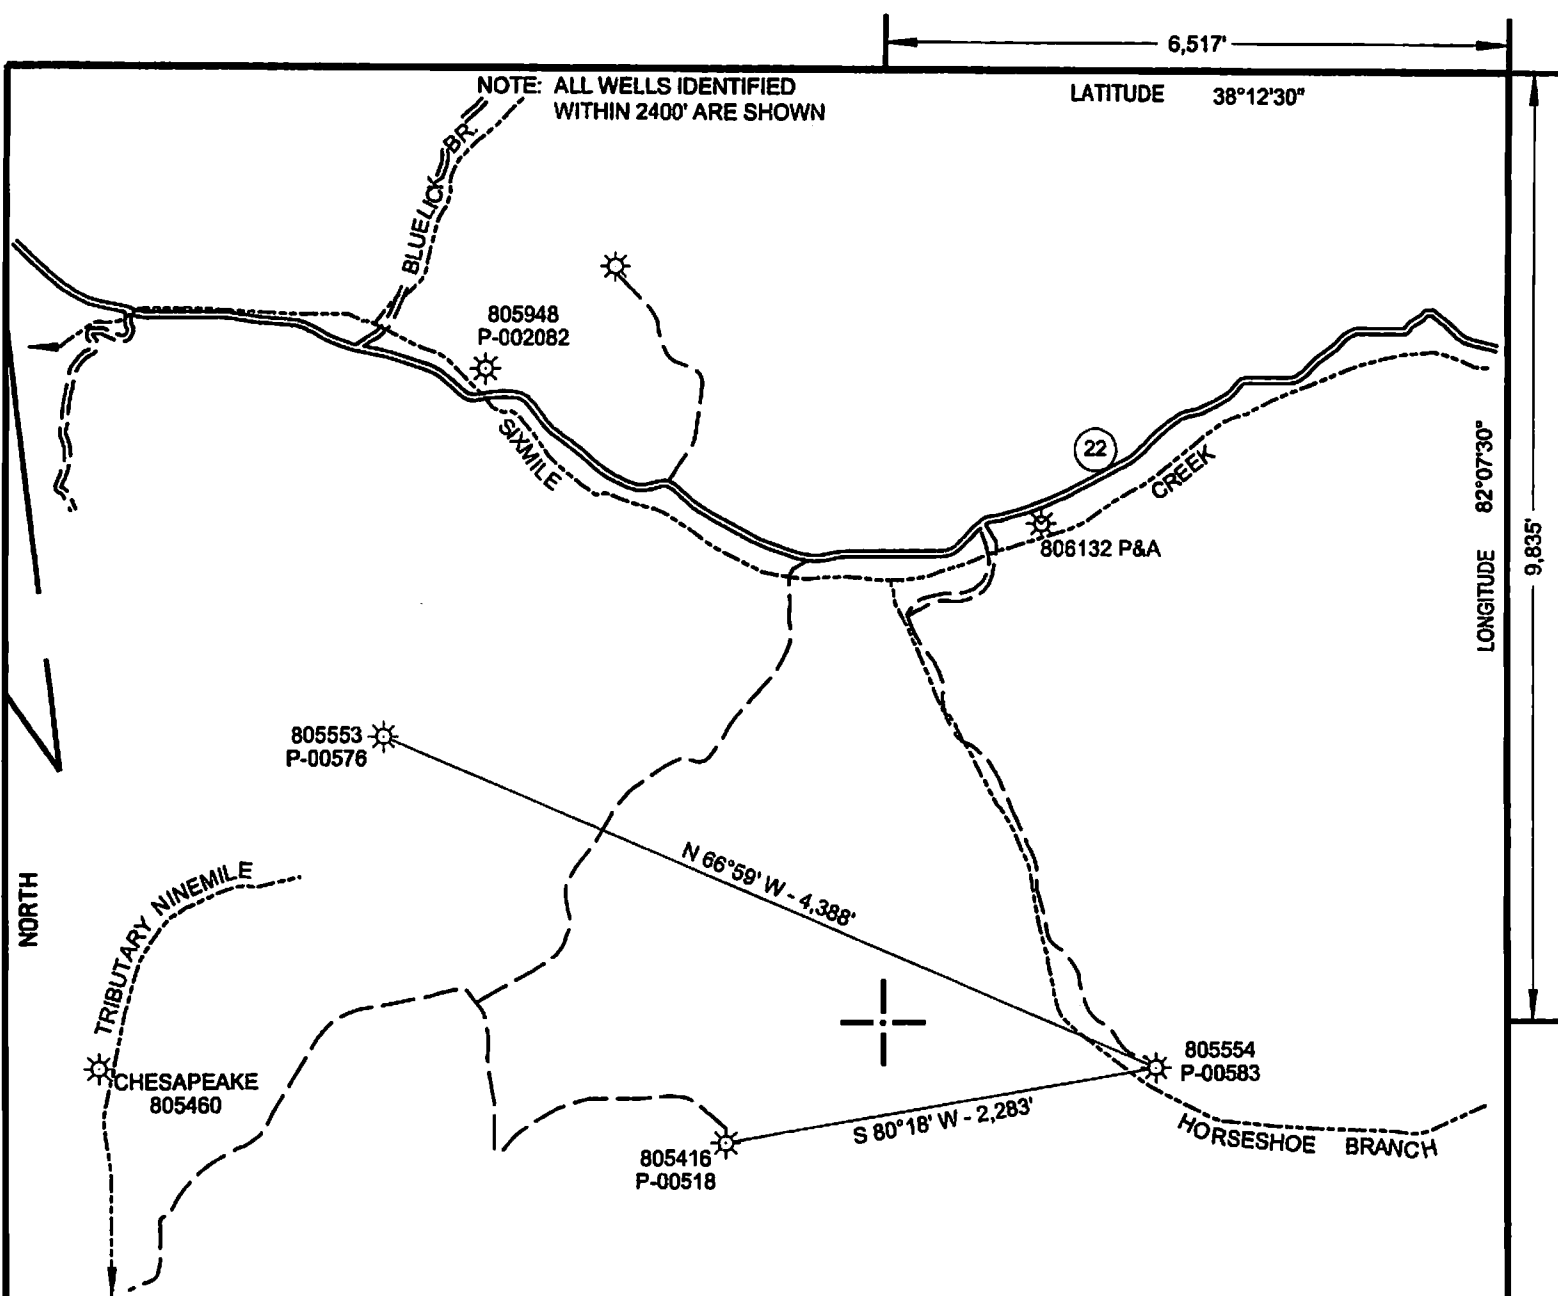 6,517'
NOTE: ALL WELLS IDENTIFIED
WITHIN 2400' ARE SHOWN
LATITUDE 38°12'30"
BLUELICK BR.
805948
P-002082
SIXMILE
22
CREEK
806132 P&A
LONGITUDE 82°07'30"
9,835'
805553
P-00576
N 66°59' W - 4,388'
NORTH
TRIBUTARY NINEMILE
CHESAPEAKE
805460
805554
P-00583
S 80°18' W - 2,283'
805416
P-00518
HORSESHOE BRANCH